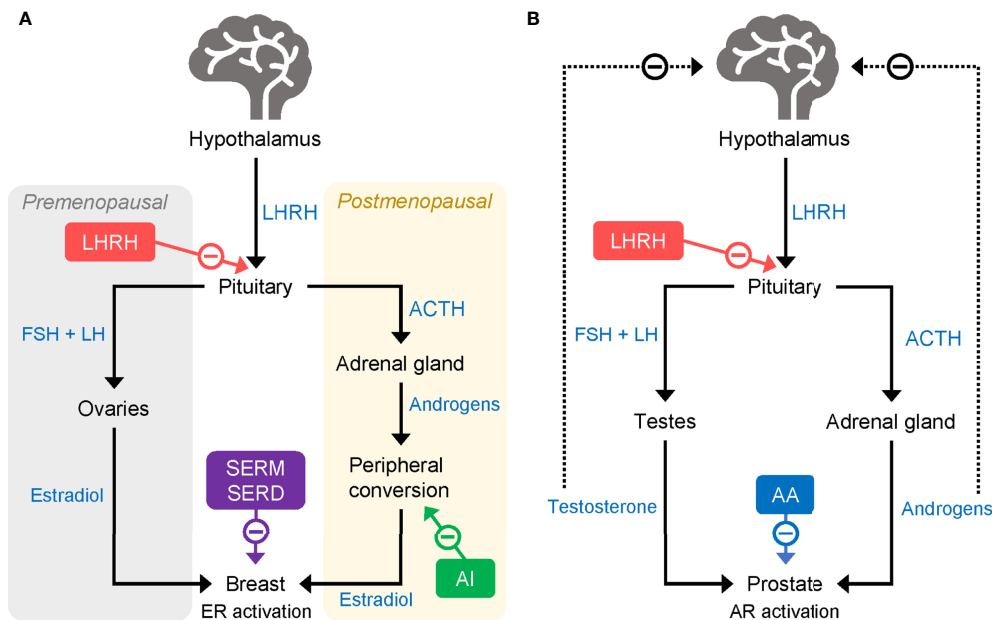 A
Hypothalamus
Premenopausal
Postmenopausal
LHRH
LHRH
Pituitary
FSH + LH
ACTH
Adrenal gland
Ovaries
Androgens
SERM
SERD
Peripheral
conversion
Estradiol
AI
Breast
Estradiol
ER activation
B
Hypothalamus
LHRH
LHRH
Pituitary
FSH + LH
ACTH
Testes
Adrenal gland
AA
Testosterone
Androgens
Prostate
AR activation